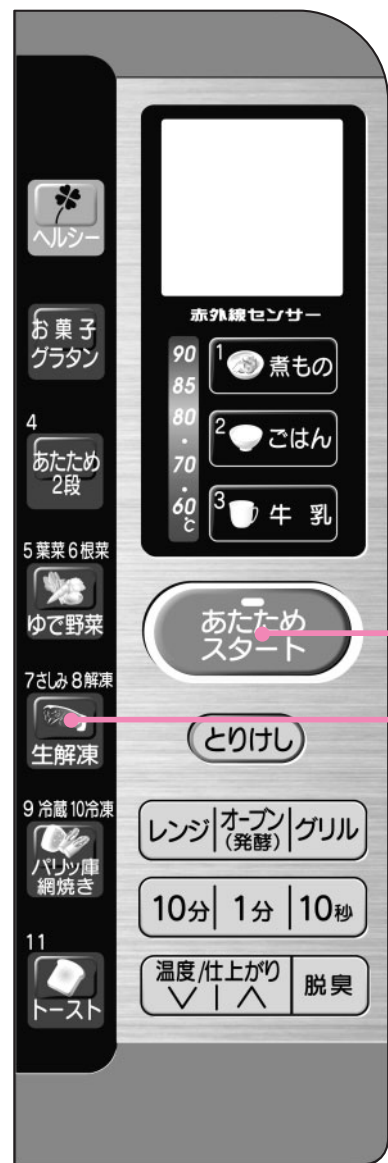 ヘルシー
お菓子
グラタン
4
あたため
2段
5葉菜6根菜
ゆで野菜
7さしみ8解凍
生解凍
9冷蔵10冷凍
パリッ庫
網焼き
11
トースト
赤外線センサー
90
85
80
・
70
・
60
℃
1 煮もの
2 ごはん
3 牛乳
あたため
スタート
とりけし
レンジ オーブン(発酵) グリル
10分 1分 10秒
温度/仕上がり 脱臭